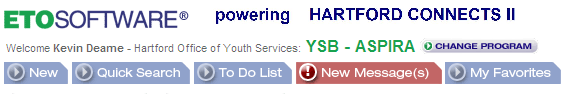 ETOSOFTWARE® powering HARTFORD CONNECTS II
Welcome Kevin Deame - Hartford Office of Youth Services: YSB - ASPIRA CHANGE PROGRAM
New Quick Search To Do List New Message(s) My Favorites